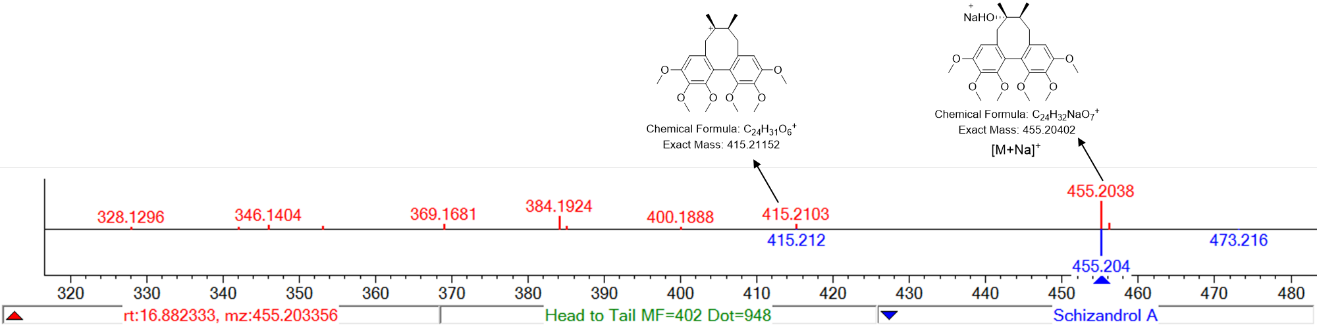 +
NaHO
O O O O O O
O O O O O O
+
Chemical Formula: C24H31O6+
Exact Mass: 415.21152
Chemical Formula: C24H32NaO7+
Exact Mass: 455.20402
[M+Na]+
328.1296 346.1404 369.1681 384.1924 400.1888 415.2103 455.2038
415.212 473.216
455.204
320 330 340 350 360 370 380 390 400 410 420 430 440 450 460 470 480
rt:16.882333, mz:455.203356 Head to Tail MF=402 Dot=948 Schizandrol A